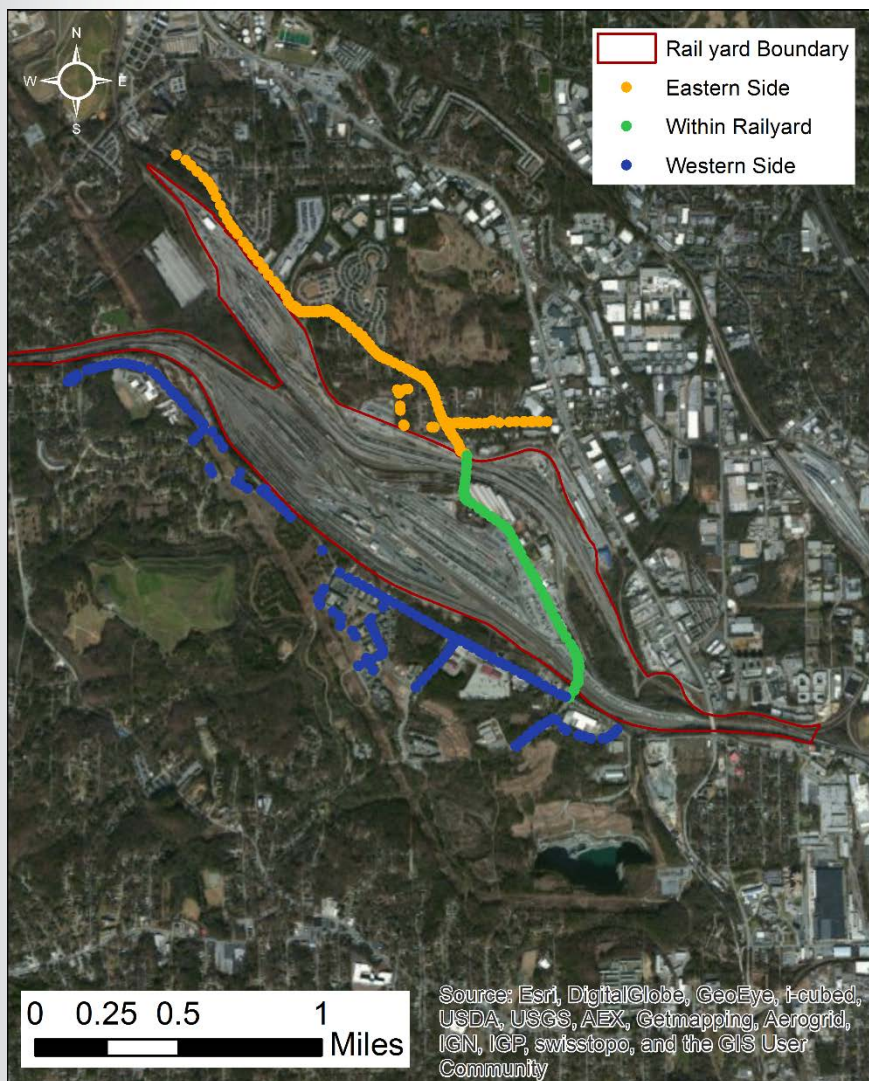 N
W E
S
Rail yard Boundary
Eastern Side
Within Railyard
Western Side
0 0.25 0.5 1
Miles
Source: Esri, DigitalGlobe, GeoEye, i-cubed,
USDA, USGS, AEX, Getmapping, Aerogrid,
IGN, IGP, swisstopo, and the GIS User
Community